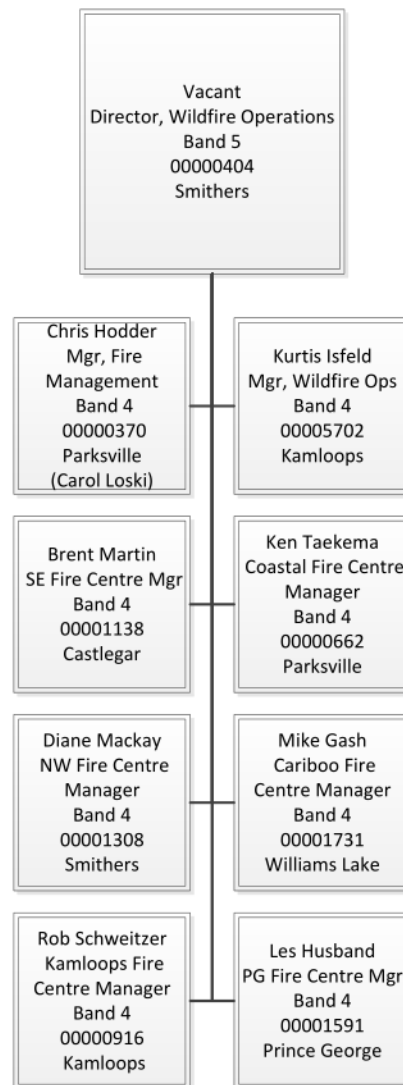 Vacant
Director, Wildfire Operations
Band 5
00000404
Smithers
Chris Hodder
Mgr, Fire
Management
Band 4
00000370
Parksville
(Carol Loski)
Kurtis Isfeld
Mgr, Wildfire Ops
Band 4
00005702
Kamloops
Brent Martin
SE Fire Centre Mgr
Band 4
00001138
Castlegar
Ken Taekema
Coastal Fire Centre
Manager
Band 4
00000662
Parksville
Diane Mackay
NW Fire Centre
Manager
Band 4
00001308
Smithers
Mike Gash
Cariboo Fire
Centre Manager
Band 4
00001731
Williams Lake
Rob Schweitzer
Kamloops Fire
Centre Manager
Band 4
00000916
Kamloops
Les Husband
PG Fire Centre Mgr
Band 4
00001591
Prince George